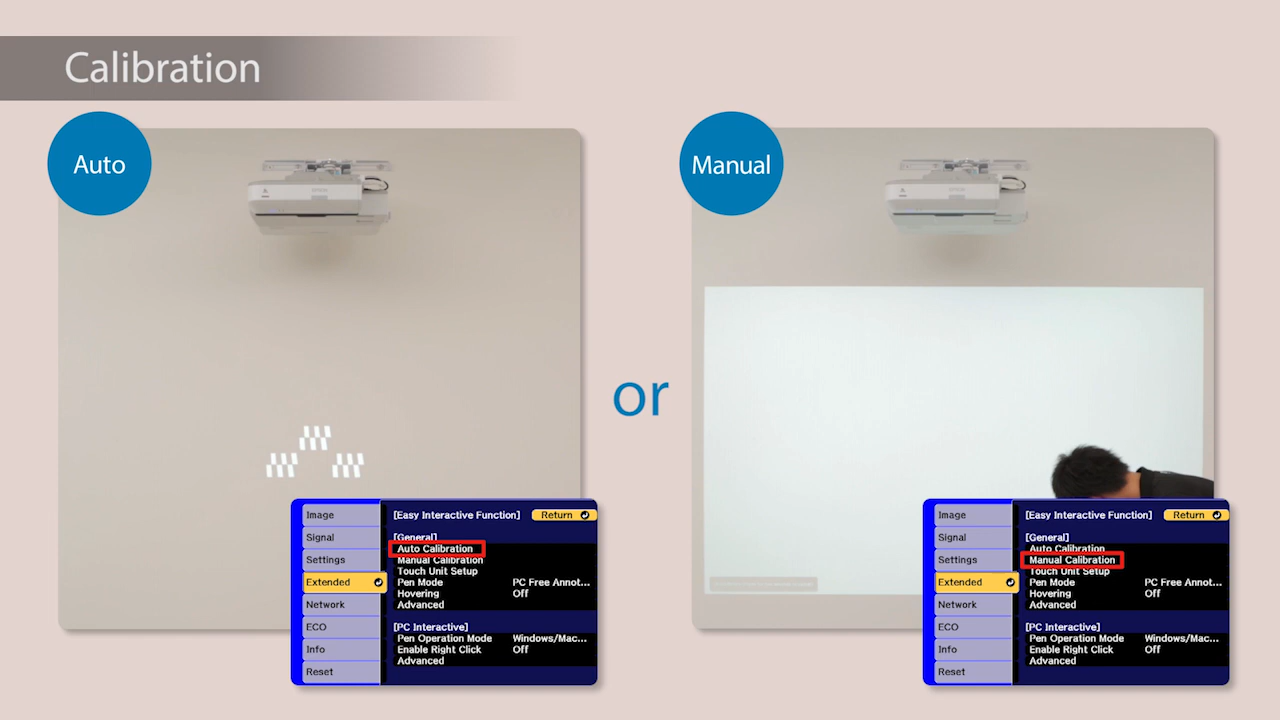 Calibration
Auto
Manual
EPSON
EPSON
or
Image
Signal
Settings
Extended
Network
ECO
Info
Reset
[Easy Interactive Function]
Return
[General]
Auto Calibration
Manual Calibration
Touch Unit Setup
Pen Mode PC Free Annot...
Hovering Off
Advanced
[PC Interactive]
Pen Operation Mode Windows/Mac...
Enable Right Click Off
Advanced
Image
Signal
Settings
Extended
Network
ECO
Info
Reset
[Easy Interactive Function]
Return
[General]
Auto Calibration
Manual Calibration
Touch Unit Setup
Pen Mode PC Free Annot...
Hovering Off
Advanced
[PC Interactive]
Pen Operation Mode Windows/Mac...
Enable Right Click Off
Advanced